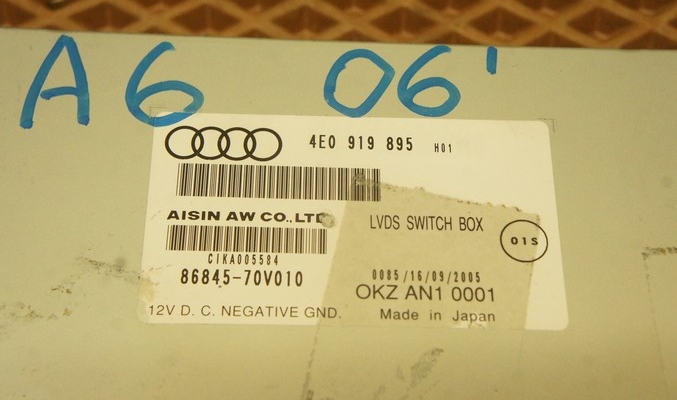 A6 06'
4E0 919 895 H01
AISIN AW CO.,LTD
LVDS SWITCH BOX
01S
CIKA005584
86845-70V010
0085/16/09/2005
OKZ AN1 0001
12V D. C. NEGATIVE GND.
Made in Japan